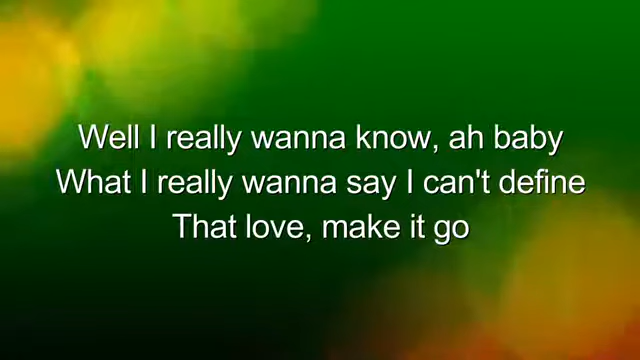 Well I really wanna know, ah baby
What I really wanna say I can't define
That love, make it go